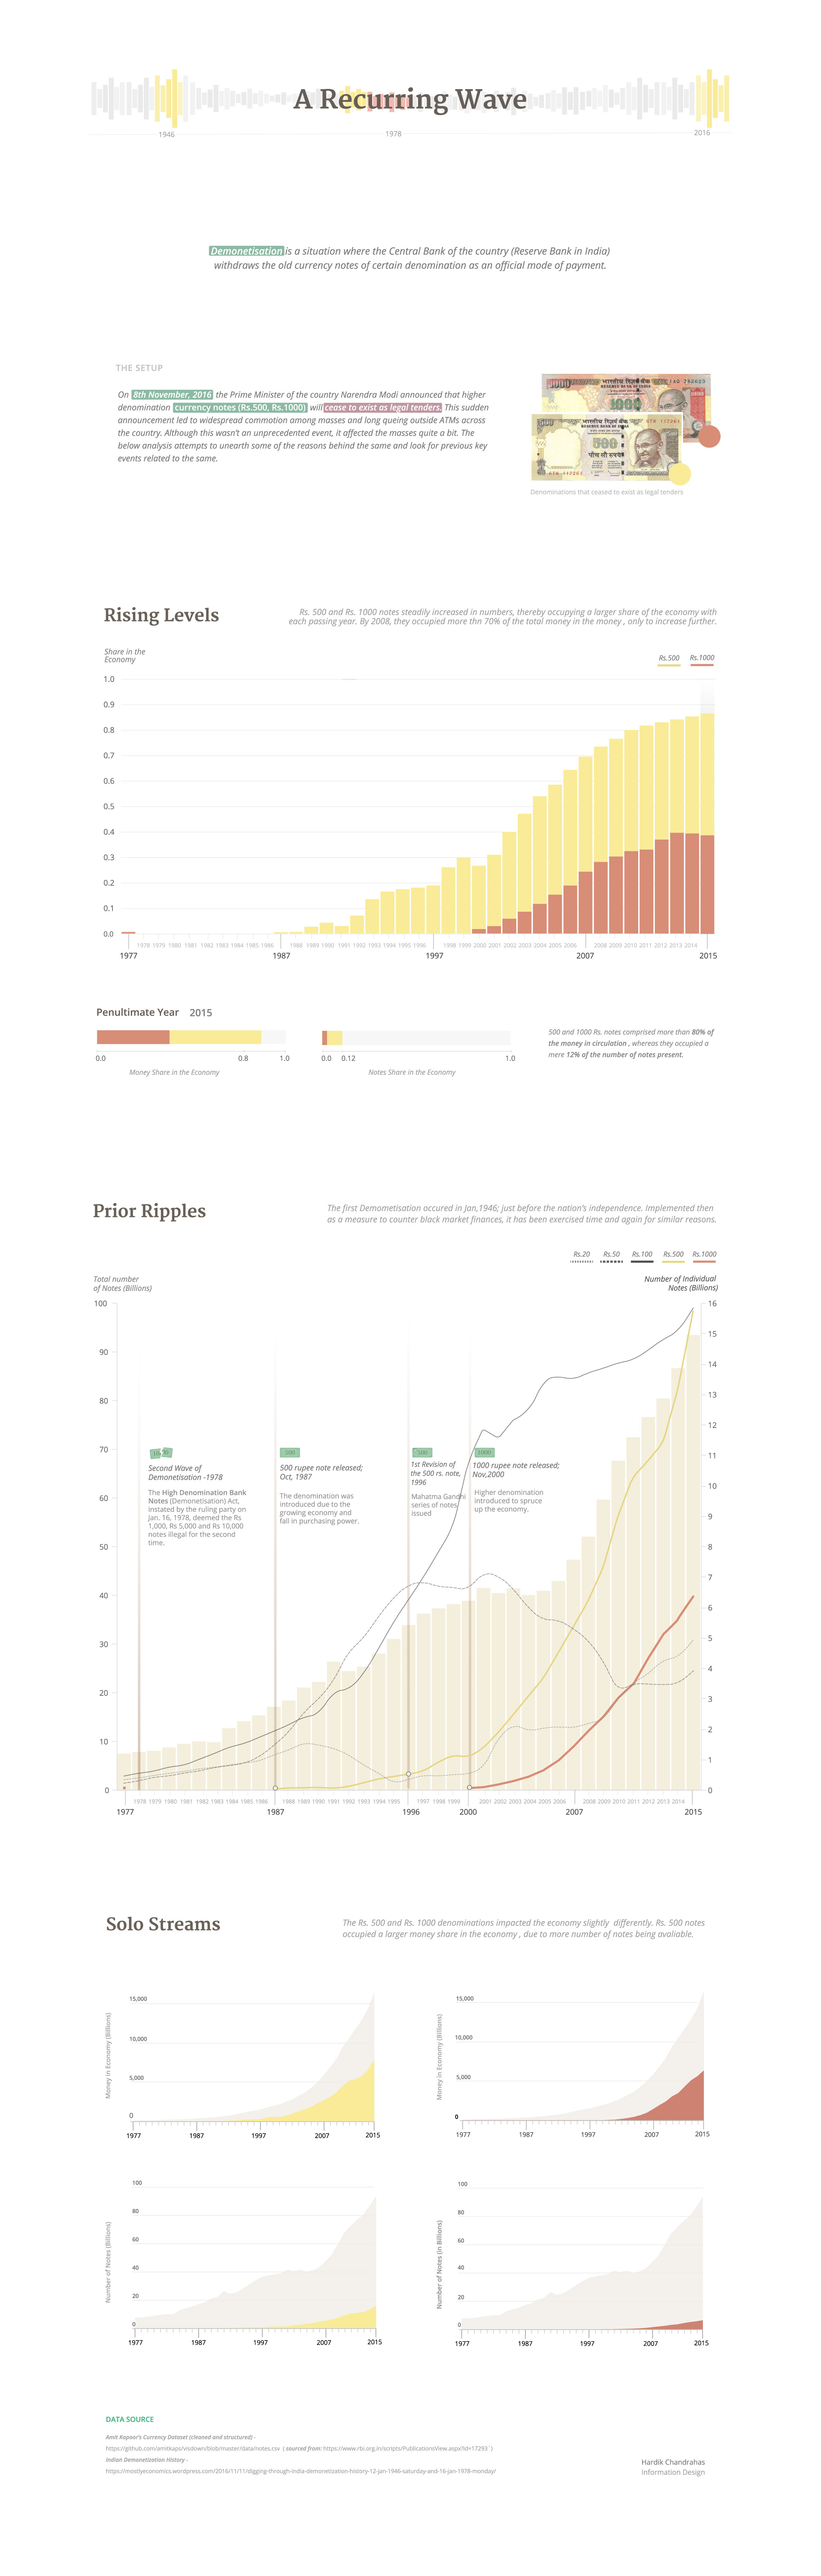 A Recurring Wave
1946
1978
2016
Demonetisation is a situation where the Central Bank of the country (Reserve Bank in India)
withdraws the old currency notes of certain denomination as an official mode of payment.
THE SETUP
On 8th November, 2016 the Prime Minister of the country Narendra Modi announced that higher
denomination currency notes (Rs.500, Rs.1000) will cease to exist as legal tenders. This sudden
announcement led to widespread commotion among masses and long queing outside ATMs across
the country. Although this wasn't an unprecedented event, it affected the masses quite a bit. The
below analysis attempts to unearth some of the reasons behind the same and look for previous key
events related to the same.
भारतीय रिज़र्व बैंक
RESERVE BANK OF INDIA
1000
भारतीय रिज़र्व बैंक
RESERVE BANK OF INDIA
500
पाँच सौ रुपये
Denominations that ceased to exist as legal tenders
Rising Levels
Rs. 500 and Rs. 1000 notes steadily increased in numbers, thereby occupying a larger share of the economy with
each passing year. By 2008, they occupied more thn 70% of the total money in the money , only to increase further.
Share in the
Economy
Rs.500 Rs.1000
1.0
0.9
0.8
0.7
0.6
0.5
0.4
0.3
0.2
0.1
0.0
1978 1979 1980 1981 1982 1983 1984 1985 1986 1988 1989 1990 1991 1992 1993 1994 1995 1996 1998 1999 2000 2001 2002 2003 2004 2005 2006 2008 2009 2010 2011 2012 2013 2014
1977 1987 1997 2007 2015
Penultimate Year 2015
0.0 0.8 1.0
Money Share in the Economy
0.0 0.12 1.0
Notes Share in the Economy
500 and 1000 Rs. notes comprised more than 80% of
the money in circulation , whereas they occupied a
mere 12% of the number of notes present.
Prior Ripples
The first Demometisation occured in Jan,1946; just before the nation's independence. Implemented then
as a measure to counter black market finances, it has been exercised time and again for similar reasons.
Rs.20 Rs.50 Rs.100 Rs.500 Rs.1000
Total number
of Notes (Billions)
Number of Individual
Notes (Billions)
100
90
80
70
60
50
40
30
20
10
0
16
15
14
13
12
11
10
9
8
7
6
5
4
3
2
1
0
Second Wave of
Demonetisation -1978
The High Denomination Bank
Notes (Demonetisation) Act,
instated by the ruling party on
Jan. 16, 1978, deemed the Rs
1,000, Rs 5,000 and Rs 10,000
notes illegal for the second
time.
500
500 rupee note released;
Oct, 1987
The denomination was
introduced due to the
growing economy and
fall in purchasing power.
500
1st Revision of
the 500 rs. note,
1996
Mahatma Gandhi
series of notes
issued
1000
1000 rupee note released;
Nov,2000
Higher denomination
introduced to spruce
up the economy.
1978 1979 1980 1981 1982 1983 1984 1985 1986 1988 1989 1990 1991 1992 1993 1994 1995 1997 1998 1999 2001 2002 2003 2004 2005 2006 2008 2009 2010 2011 2012 2013 2014
1977 1987 1996 2000 2007 2015
Solo Streams
The Rs. 500 and Rs. 1000 denominations impacted the economy slightly differently. Rs. 500 notes
occupied a larger money share in the economy , due to more number of notes being avaliable.
Money in Economy (Billions)
15,000
10,000
5,000
0
1977 1987 1997 2007 2015
Money in Economy (Billions)
15,000
10,000
5,000
0
1977 1987 1997 2007 2015
Number of Notes (Billions)
100
80
60
40
20
0
1977 1987 1997 2007 2015
Number of Notes (In Billions)
100
80
60
40
20
0
1977 1987 1997 2007 2015
DATA SOURCE
Amit Kapoor's Currency Dataset (cleaned and structured) -
https://github.com/amitkaps/visdown/blob/master/data/notes.csv ( sourced from: https://www.rbi.org.in/scripts/PublicationsView.aspx?id=17293`)
Indian Demonetization History -
https://mostlyeconomics.wordpress.com/2016/11/11/digging-through-india-demonetization-history-12-jan-1946-saturday-and-16-jan-1978-monday/
Hardik Chandrahas
Information Design